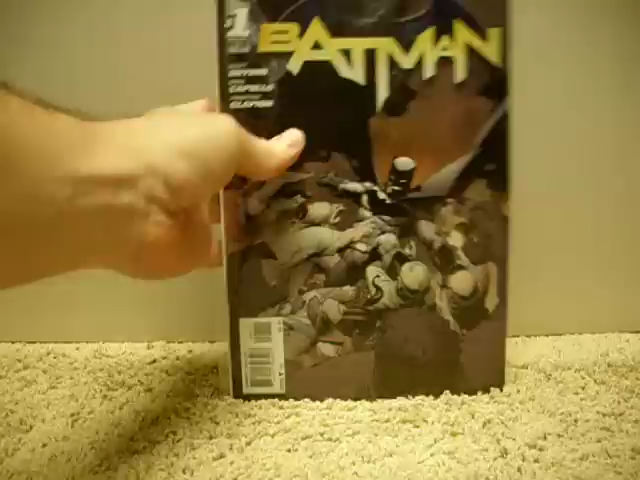 #1
BATMAN
SNYDER
CAPULLO
GLAPION